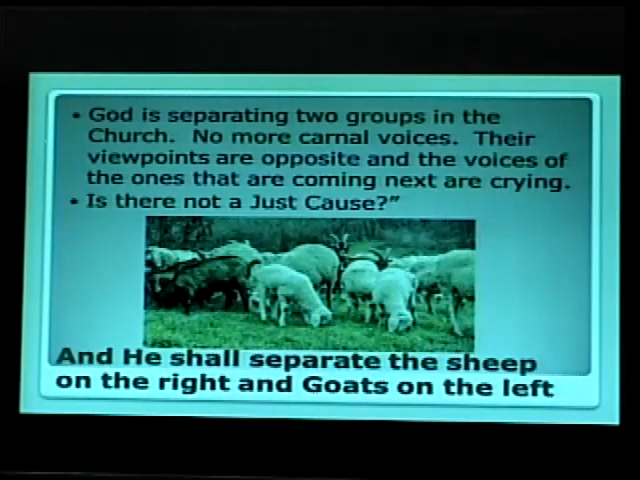 • God is separating two groups in the
Church. No more carnal voices. Their
viewpoints are opposite and the voices of
the ones that are coming next are crying.
• Is there not a Just Cause?”
And He shall separate the sheep
on the right and Goats on the left